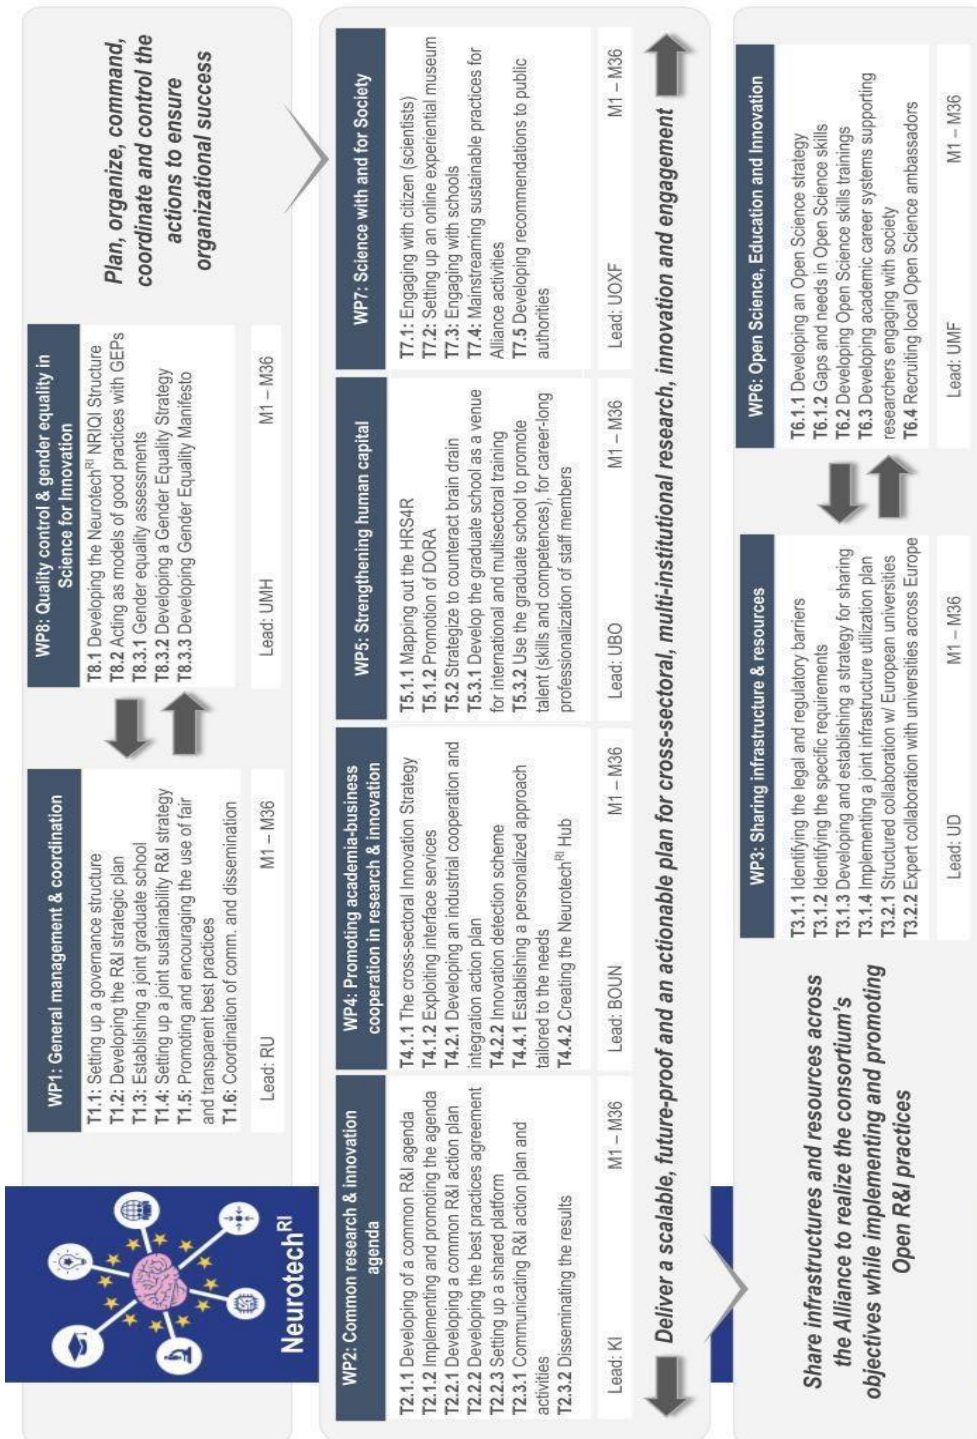 Neurotech^RI
WP1: General management & coordination
T1.1: Setting up a governance structure
T1.2: Developing the R&I strategic plan
T1.3: Establishing a joint graduate school
T1.4: Setting up a joint sustainability R&I strategy
T1.5: Promoting and encouraging the use of fair
and transparent best practices
T1.6: Coordination of comm. and dissemination
Lead: RU M1 – M36
WP8: Quality control & gender equality in
Science for Innovation
T8.1 Developing the Neurotech^RI NRIQI Structure
T8.2 Acting as models of good practices with GEPs
T8.3.1 Gender equality assessments
T8.3.2 Developing a Gender Equality Strategy
T8.3.3 Developing Gender Equality Manifesto
Lead: UMH M1 – M36
Plan, organize, command,
coordinate and control the
actions to ensure
organizational success
WP2: Common research & innovation
agenda
T2.1.1 Developing of a common R&I agenda
T2.1.2 Implementing and promoting the agenda
T2.2.1 Developing a common R&I action plan
T2.2.2 Developing the best practices agreement
T2.2.3 Setting up a shared platform
T2.3.1 Communicating R&I action plan and
activities
T2.3.2 Disseminating the results
Lead: KI M1 – M36
WP4: Promoting academia-business
cooperation in research & innovation
T4.1.1 The cross-sectoral Innovation Strategy
T4.1.2 Exploiting interface services
T4.2.1 Developing an industrial cooperation and
integration action plan
T4.2.2 Innovation detection scheme
T4.4.1 Establishing a personalized approach
tailored to the needs
T4.4.2 Creating the Neurotech^RI Hub
Lead: BOUN M1 – M36
WP5: Strengthening human capital
T5.1.1 Mapping out the HRS4R
T5.1.2 Promotion of DORA
T5.2 Strategize to counteract brain drain
T5.3.1 Develop the graduate school as a venue
for international and multisectoral training
T5.3.2 Use the graduate school to promote
talent (skills and competences), for career-long
professionalization of staff members
Lead: UBO M1 – M36
WP7: Science with and for Society
T7.1: Engaging with citizen (scientists)
T7.2: Setting up an online experiential museum
T7.3: Engaging with schools
T7.4: Mainstreaming sustainable practices for
Alliance activities
T7.5 Developing recommendations to public
authorities
Lead: UOXF M1 – M36
Deliver a scalable, future-proof and an actionable plan for cross-sectoral, multi-institutional research, innovation and engagement
Share infrastructures and resources across
the Alliance to realize the consortium's
objectives while implementing and promoting
Open R&I practices
WP3: Sharing infrastructure & resources
T3.1.1 Identifying the legal and regulatory barriers
T3.1.2 Identifying the specific requirements
T3.1.3 Developing and establishing a strategy for sharing
T3.1.4 Implementing a joint infrastructure utilization plan
T3.2.1 Structured collaboration w/ European universities
T3.2.2 Expert collaboration with universities across Europe
Lead: UD M1 – M36
WP6: Open Science, Education and Innovation
T6.1.1 Developing an Open Science strategy
T6.1.2 Gaps and needs in Open Science skills
T6.2 Developing Open Science skills trainings
T6.3 Developing academic career systems supporting
researchers engaging with society
T6.4 Recruiting local Open Science ambassadors
Lead: UMF M1 – M36